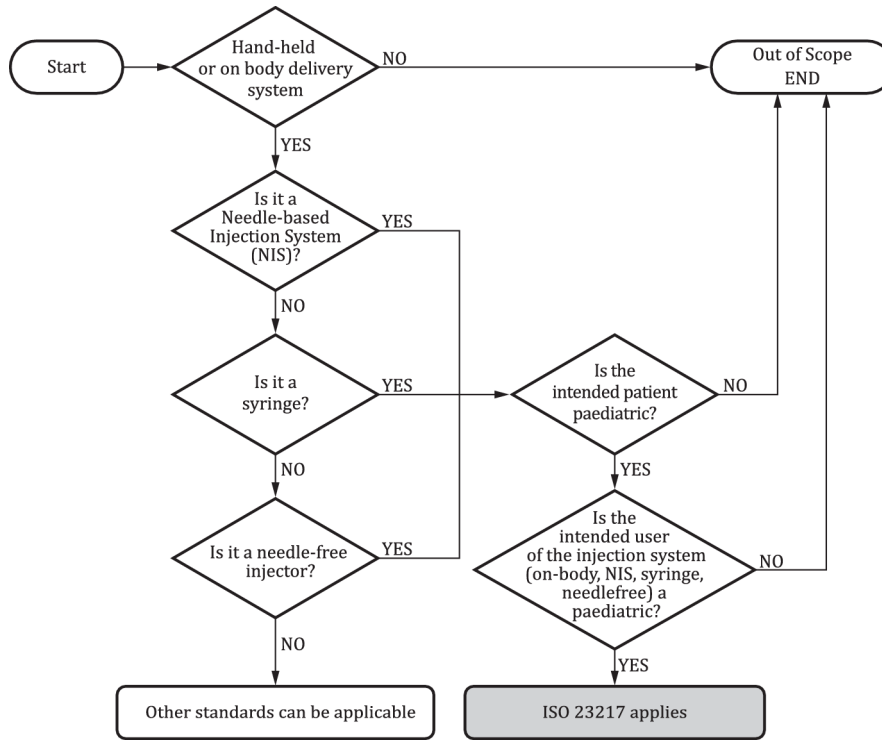 Start
Hand-held
or on body delivery
system
NO
Out of Scope
END
YES
Is it a
Needle-based
Injection System
(NIS)?
YES
NO
Is it a
syringe?
YES
Is the
intended patient
paediatric?
NO
NO
YES
Is it a needle-free
injector?
YES
Is the
intended user
of the injection system
(on-body, NIS, syringe,
needlefree) a
paediatric?
NO
NO
YES
Other standards can be applicable
ISO 23217 applies